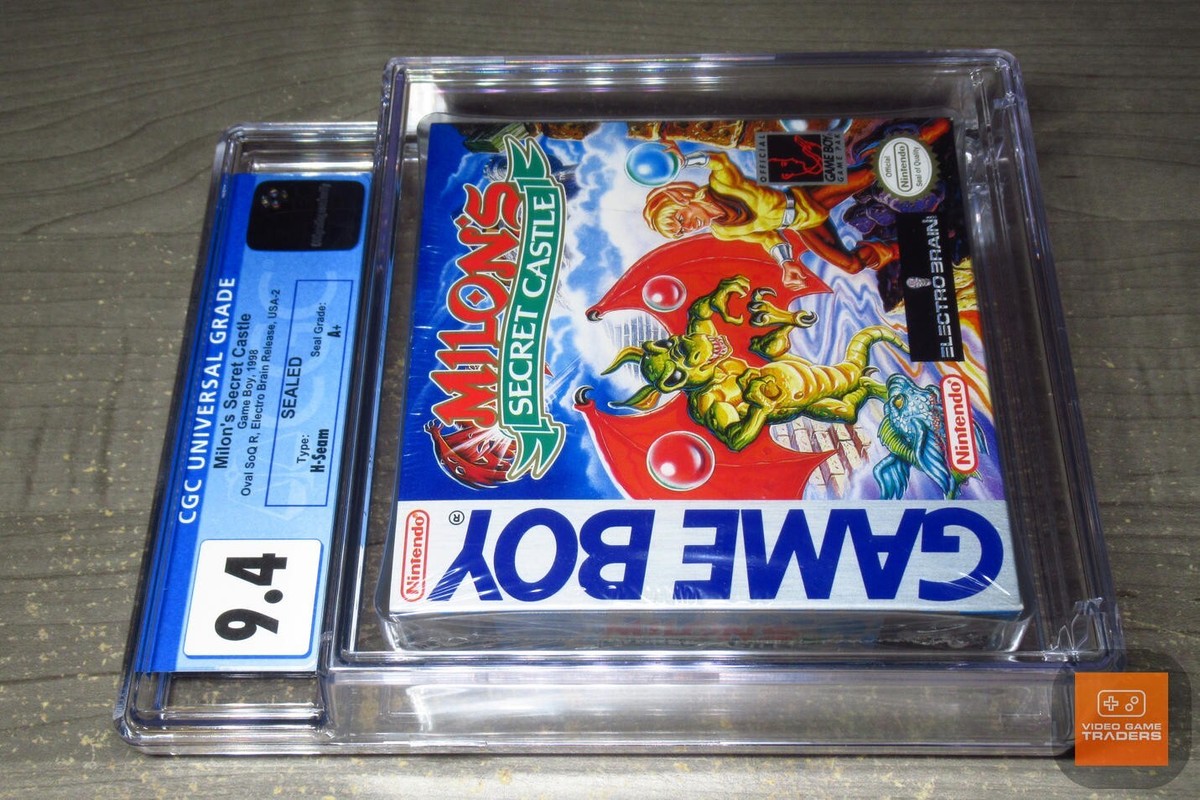 CGC UNIVERSAL GRADE
Milon's Secret Castle
Game Boy, 1998
Oval SoQ R, Electro Brain Release, USA-2
SEALED
Type:
H-Seam
Seal Grade:
A+
9.4
MILON'S
SECRET CASTLE
OFFICIAL
GAME BOY
GAME PAK
Official
Nintendo
Seal of Quality
ELECTRO BRAIN
Nintendo
Nintendo®
GAME BOY
®
VIDEO GAME
TRADERS